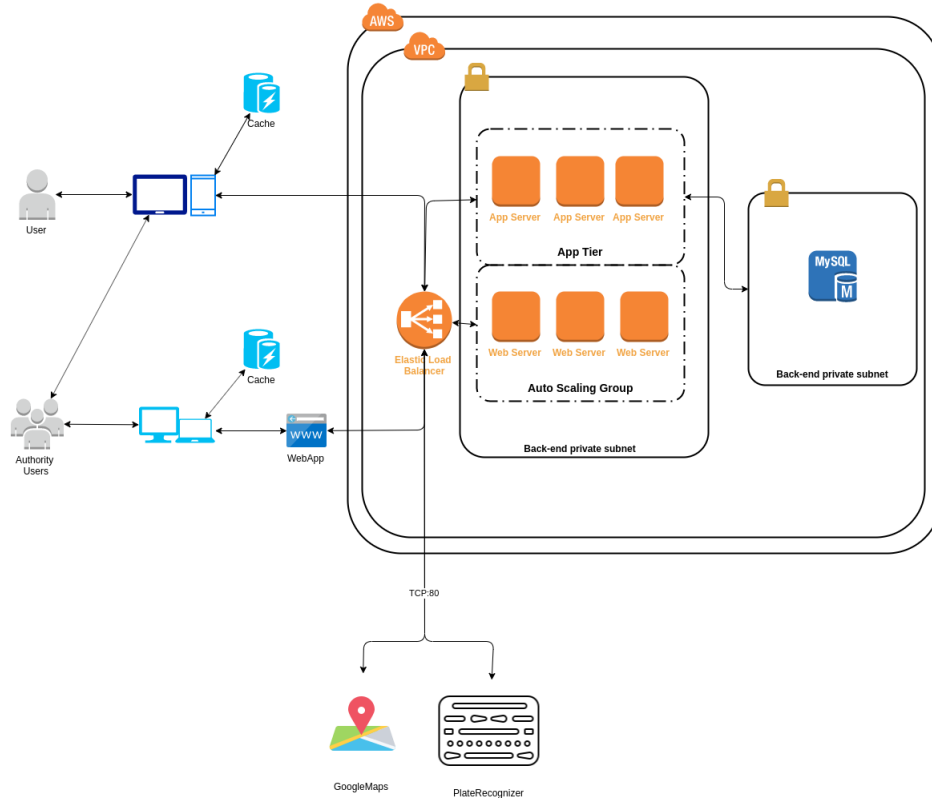 AWS
VPC
Cache
User
App Server
App Server
App Server
App Tier
MySQL
M
Elastic Load
Balancer
Web Server
Web Server
Web Server
Auto Scaling Group
Back-end private subnet
Back-end private subnet
Cache
Authority
Users
WWW
WebApp
TCP:80
GoogleMaps
PlateRecognizer